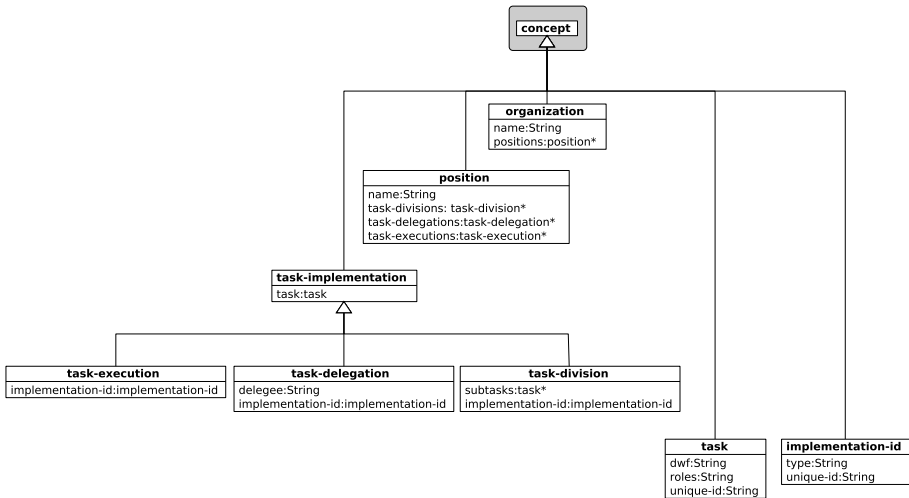 concept
organization
name:String
positions:position*
position
name:String
task-divisions: task-division*
task-delegations:task-delegation*
task-executions:task-execution*
task-implementation
task:task
task-execution
implementation-id:implementation-id
task-delegation
delegee:String
implementation-id:implementation-id
task-division
subtasks:task*
implementation-id:implementation-id
task
dwf:String
roles:String
unique-id:String
implementation-id
type:String
unique-id:String